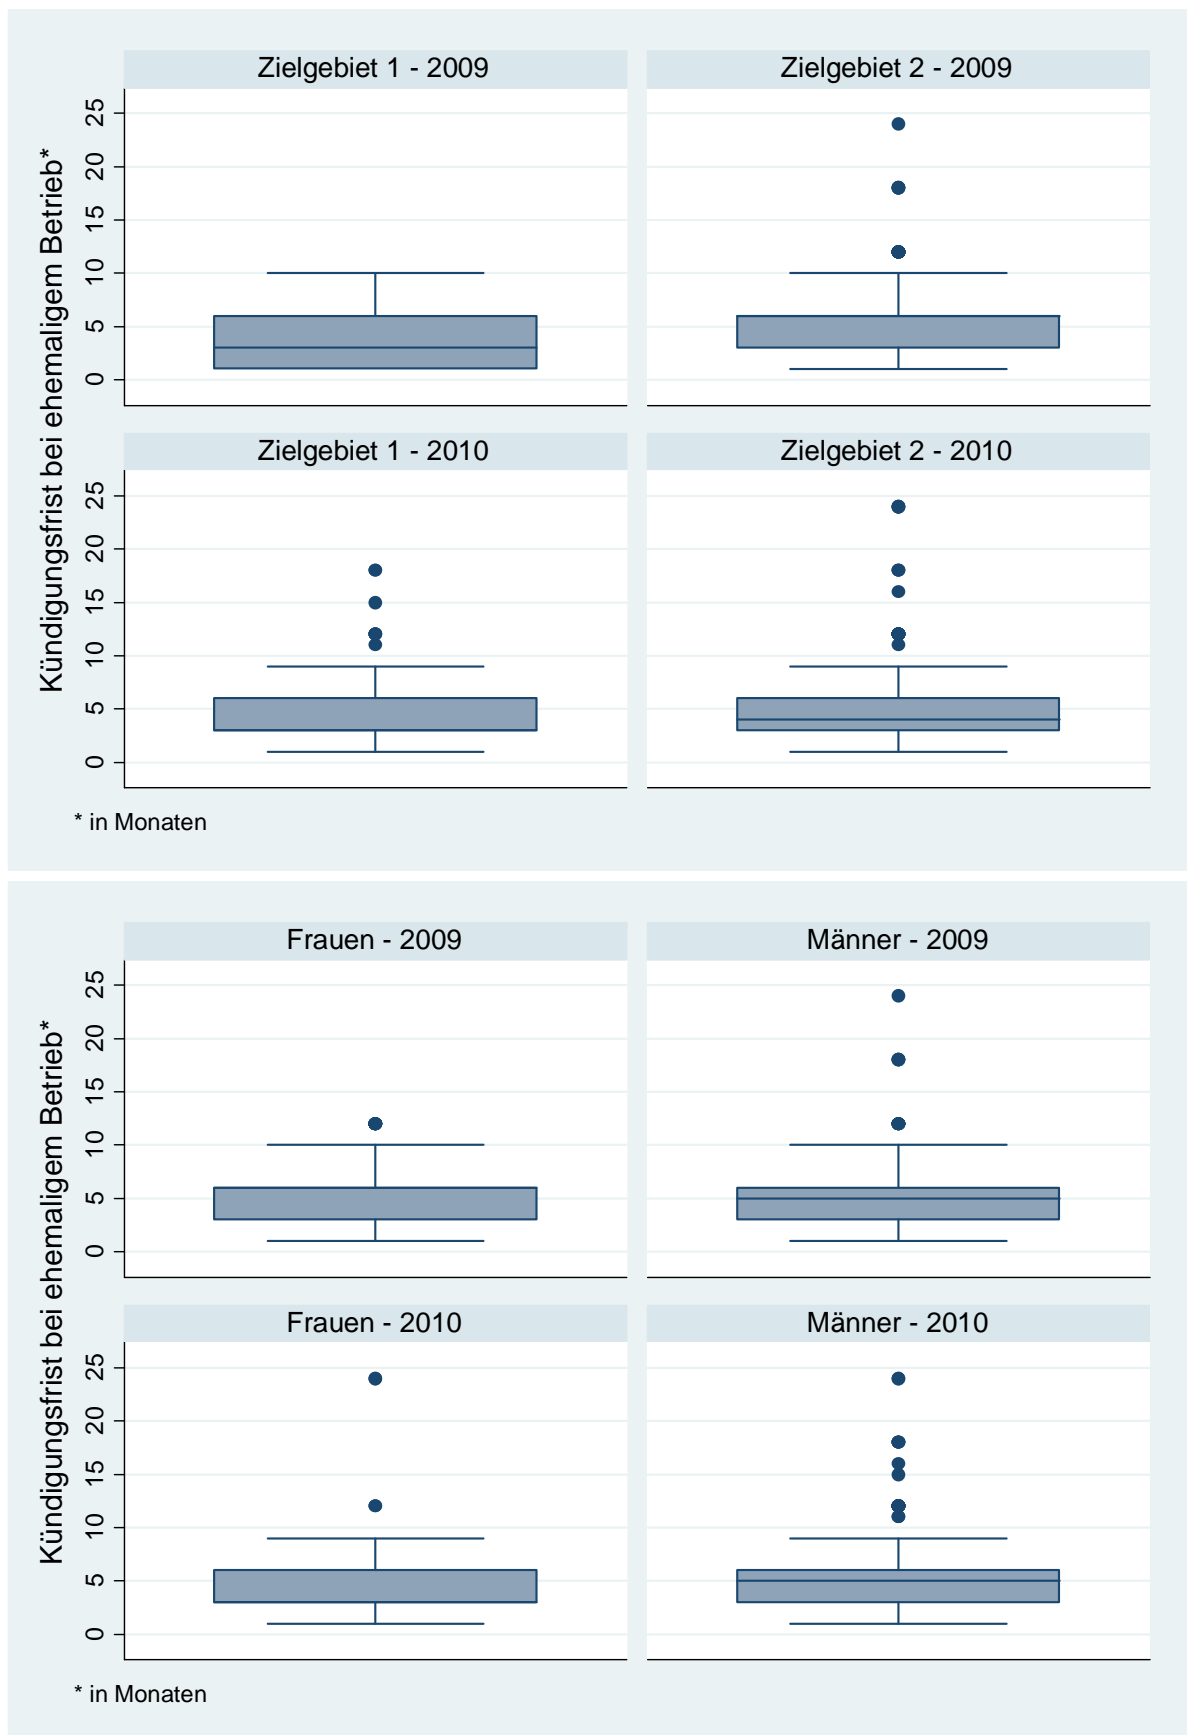 Zielgebiet 1 - 2009
Zielgebiet 2 - 2009
Kündigungsfrist bei ehemaligem Betrieb*
25
20
15
10
5
0
Zielgebiet 1 - 2010
Zielgebiet 2 - 2010
25
20
15
10
5
0
* in Monaten
Frauen - 2009
Männer - 2009
Kündigungsfrist bei ehemaligem Betrieb*
25
20
15
10
5
0
Frauen - 2010
Männer - 2010
25
20
15
10
5
0
* in Monaten